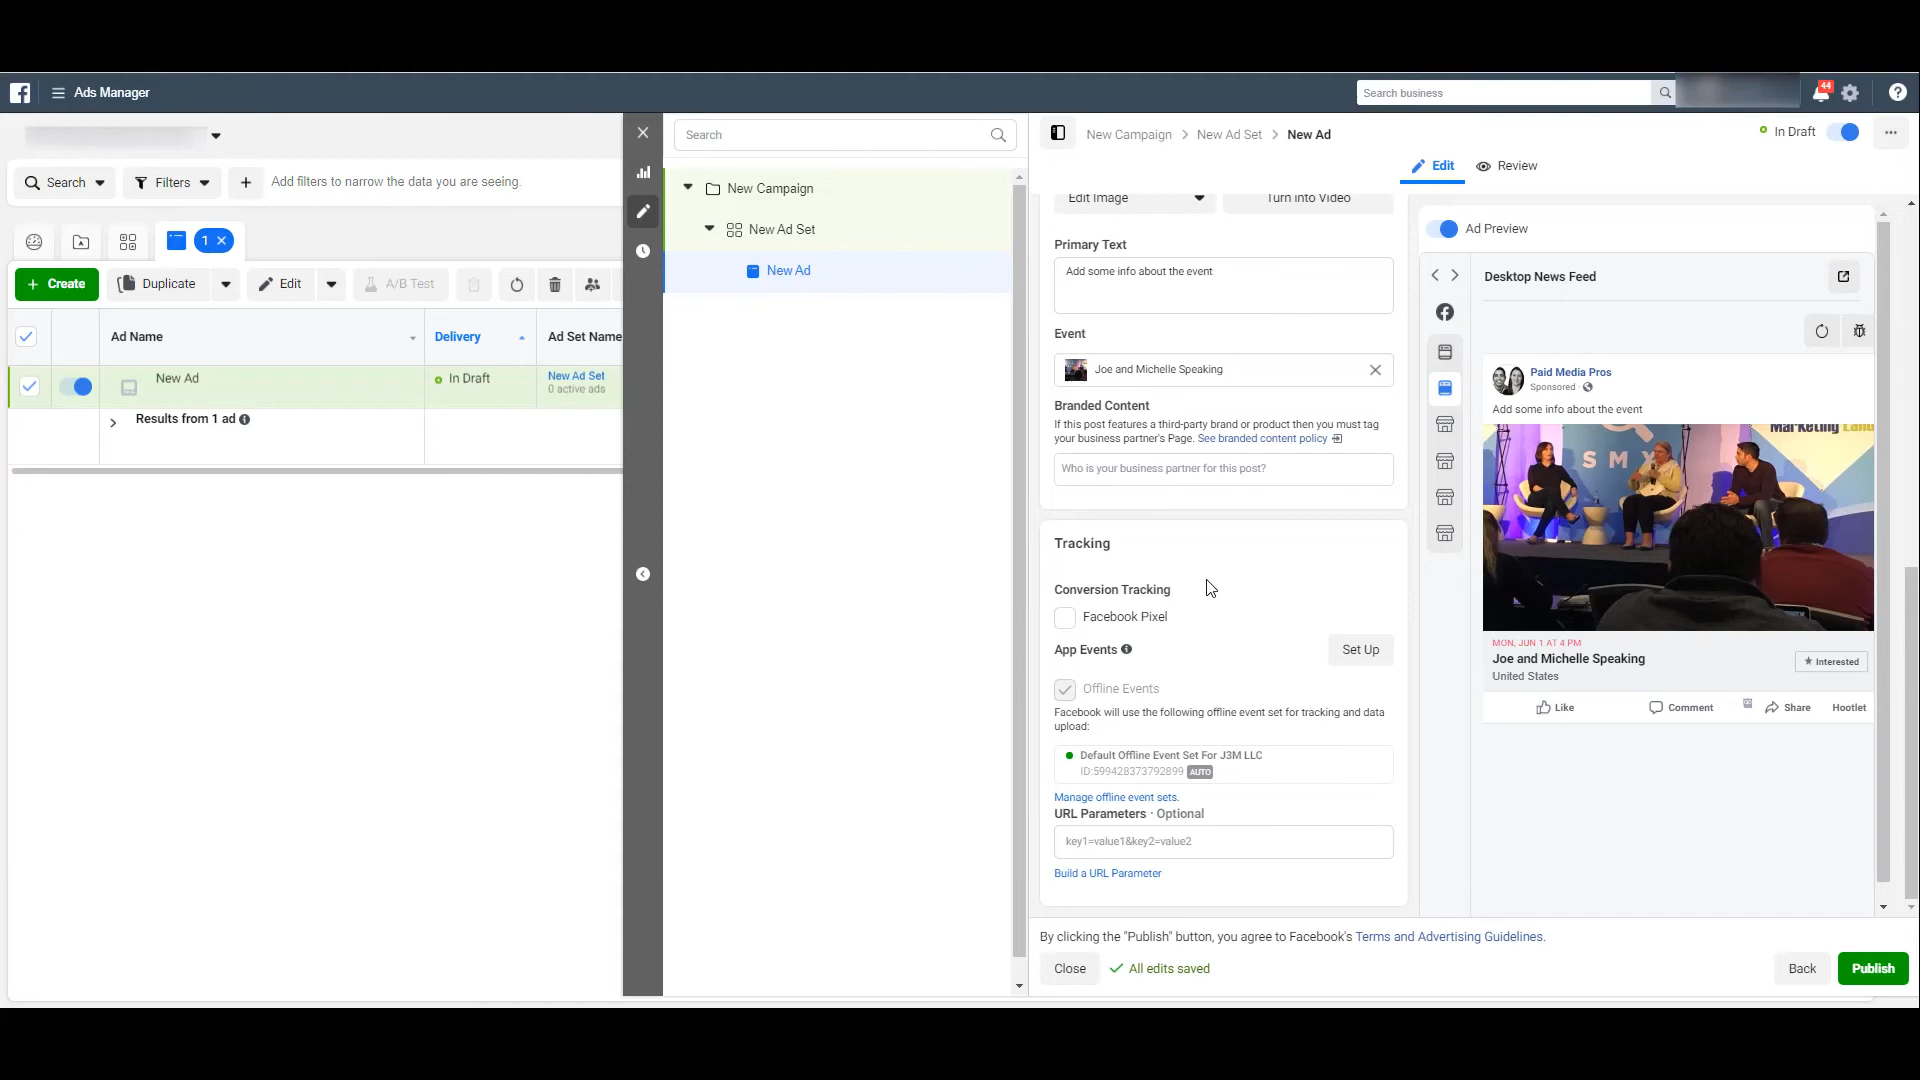 Ads Manager
Search business
44
Search
Filters
Add filters to narrow the data you are seeing.
1
Create
Duplicate
Edit
A/B Test
Ad Name
Delivery
Ad Set Name
New Ad
In Draft
New Ad Set
0 active ads
Results from 1 ad
Search
New Campaign
New Ad Set
New Ad
New Campaign > New Ad Set > New Ad
In Draft
Edit
Review
Edit Image
Turn into Video
Primary Text
Add some info about the event
Event
Joe and Michelle Speaking
Branded Content
If this post features a third-party brand or product then you must tag
your business partner's Page. See branded content policy
Who is your business partner for this post?
Tracking
Conversion Tracking
Facebook Pixel
App Events
Set Up
Offline Events
Facebook will use the following offline event set for tracking and data
upload:
Default Offline Event Set For J3M LLC
ID:599428373792899 AUTO
Manage offline event sets.
URL Parameters · Optional
key1=value1&key2=value2
Build a URL Parameter
Ad Preview
Desktop News Feed
Paid Media Pros
Sponsored ·
Add some info about the event
Marketing Land
SMX
MON, JUN 1 AT 4 PM
Joe and Michelle Speaking
United States
Interested
Like
Comment
Share
Hootlet
By clicking the "Publish" button, you agree to Facebook's Terms and Advertising Guidelines.
Close
All edits saved
Back
Publish